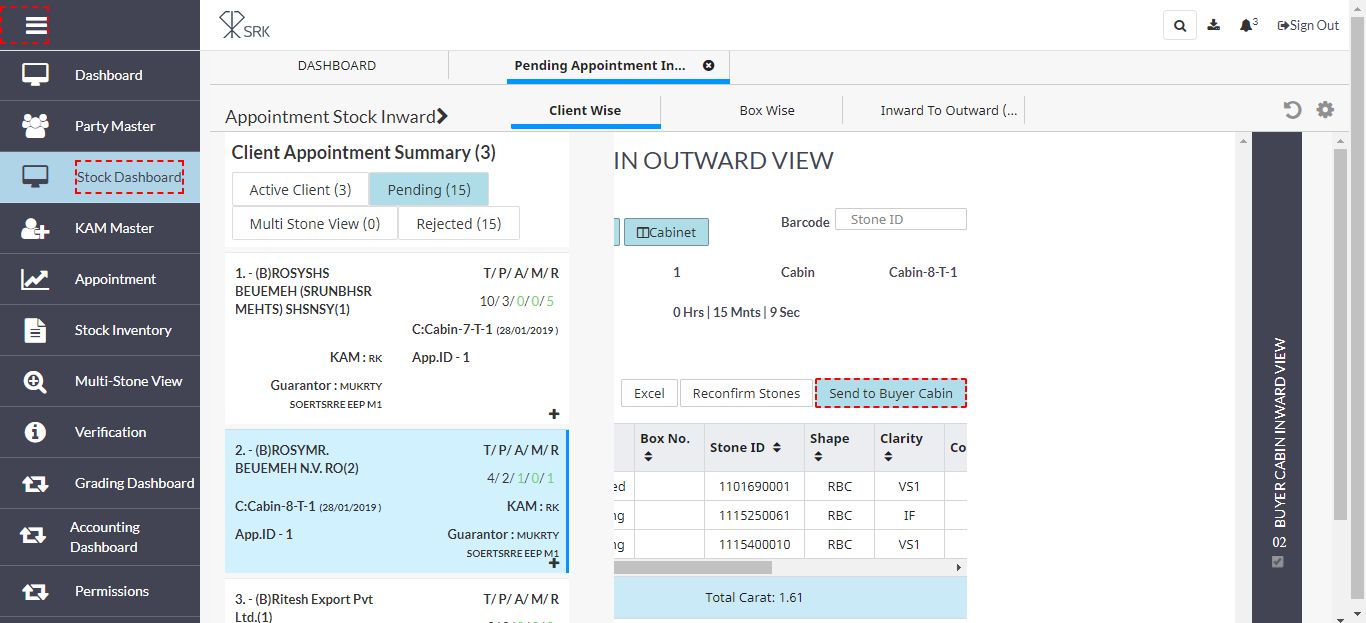 SRK
3
Sign Out
Dashboard
Party Master
Stock Dashboard
KAM Master
Appointment
Stock Inventory
Multi-Stone View
Verification
Grading Dashboard
Accounting
Dashboard
Permissions
DASHBOARD
Pending Appointment In...
Appointment Stock Inward
Client Wise
Box Wise
Inward To Outward (...
Client Appointment Summary (3)
Active Client (3)
Pending (15)
Multi Stone View (0)
Rejected (15)
1. - (B)ROSYSHS
BEUEMEH (SRUNBHSR
MEHTS) SHSNSY(1)
T/ P/ A/ M/ R
10/ 3/ 0/ 0/ 5
C:Cabin-7-T-1 (28/01/2019 )
KAM : RK
App.ID - 1
Guarantor : MUKRTY
SOERTSRRE EEP M1
2. - (B)ROSYMR.
BEUEMEH N.V. RO(2)
T/ P/ A/ M/ R
4/ 2/ 1/ 0/ 1
C:Cabin-8-T-1 (28/01/2019 )
KAM : RK
App.ID - 1
Guarantor : MUKRTY
SOERTSRRE EEP M1
3. - (B)Ritesh Export Pvt
Ltd.(1)
T/ P/ A/ M/ R
IN OUTWARD VIEW
Cabinet
Barcode
Stone ID
1
Cabin
Cabin-8-T-1
0 Hrs | 15 Mnts | 9 Sec
Excel
Reconfirm Stones
Send to Buyer Cabin
Box No.
Stone ID
Shape
Clarity
Co
ed
1101690001
RBC
VS1
ng
1115250061
RBC
IF
ng
1115400010
RBC
VS1
Total Carat: 1.61
02 BUYER CABIN INWARD VIEW